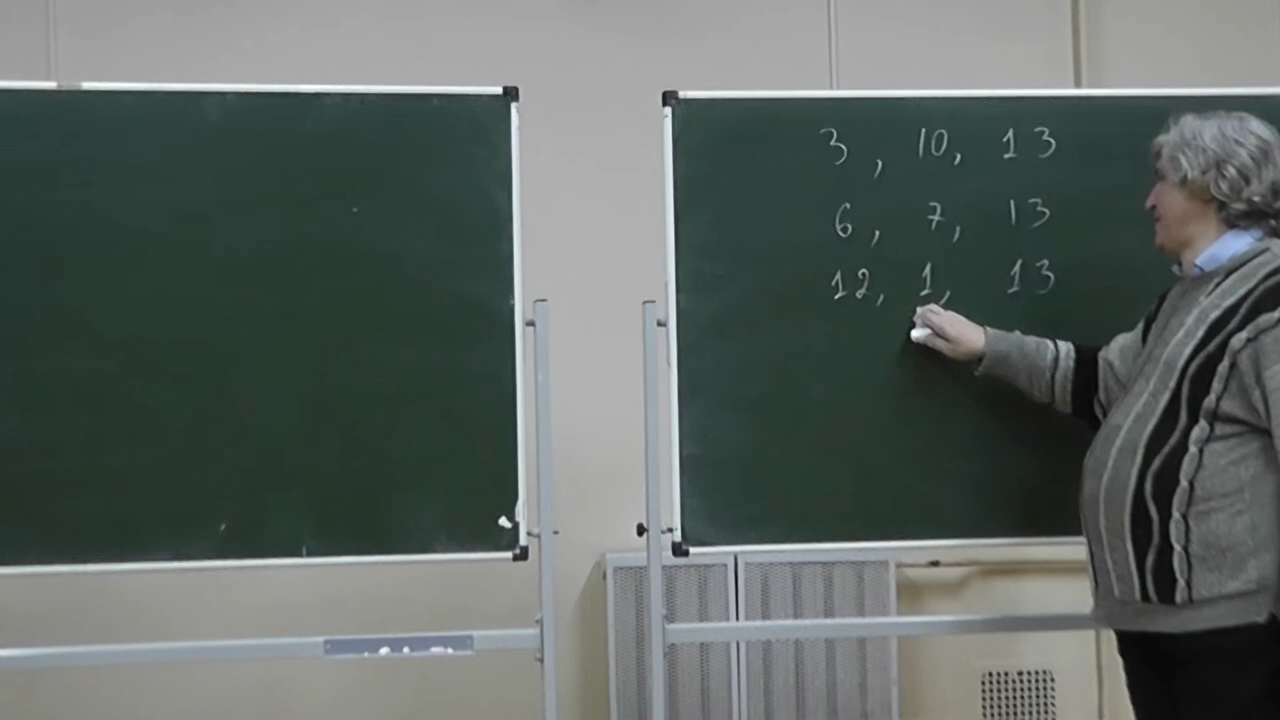 3, 10, 13
6, 7, 13
12, 1, 13